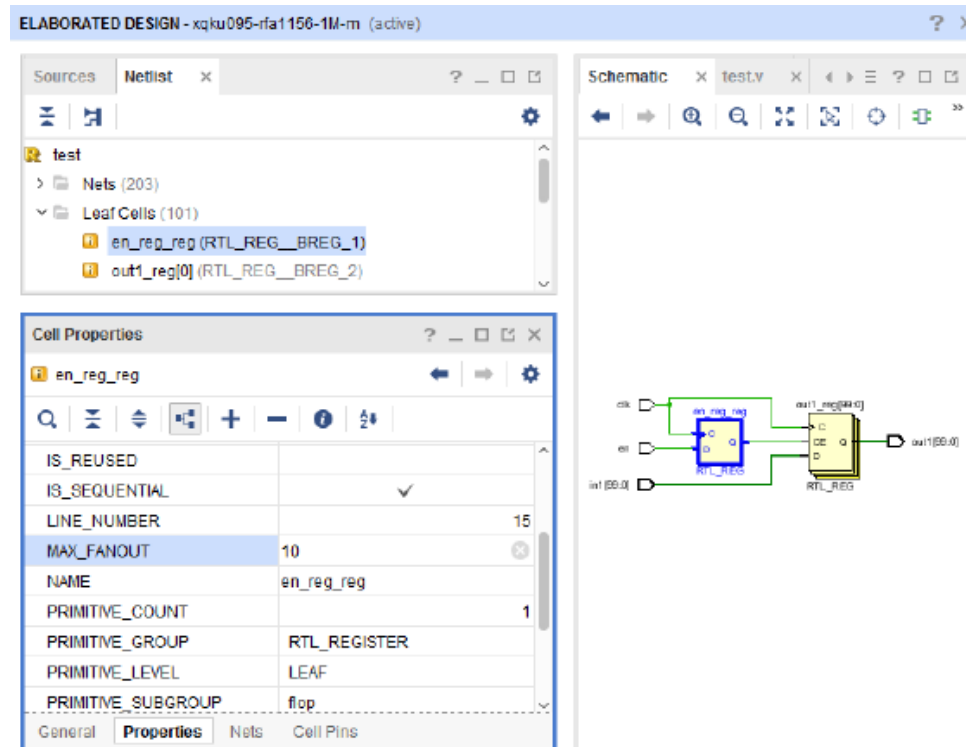 ELABORATED DESIGN - xqku095-rfa1156-1M-m (active)
Sources Netlist
test
Nets (203)
Leaf Cells (101)
en_reg_reg (RTL_REG__BREG_1)
out1_reg[0] (RTL_REG__BREG_2)
Cell Properties
en_reg_reg
IS_REUSED
IS_SEQUENTIAL
LINE_NUMBER 15
MAX_FANOUT 10
NAME en_reg_reg
PRIMITIVE_COUNT 1
PRIMITIVE_GROUP RTL_REGISTER
PRIMITIVE_LEVEL LEAF
PRIMITIVE_SUBGROUP flop
General Properties Nets Cell Pins
Schematic test.v
clk
en
in1[99:0]
en_reg_reg
C
D
Q
RTL_REG
out1_reg[99:0]
C
CE
D
Q
RTL_REG
out1[99:0]